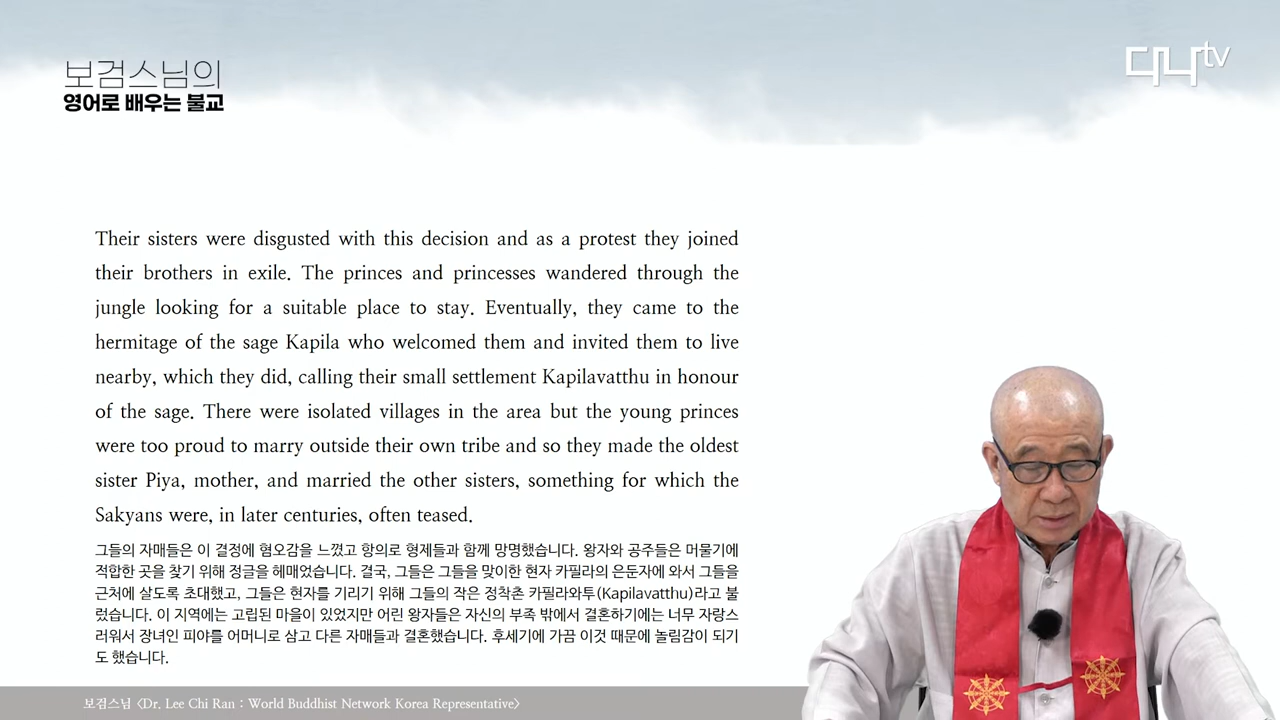 보검스님의
영어로 배우는 불교
다나tv
Their sisters were disgusted with this decision and as a protest they joined
their brothers in exile. The princes and princesses wandered through the
jungle looking for a suitable place to stay. Eventually, they came to the
hermitage of the sage Kapila who welcomed them and invited them to live
nearby, which they did, calling their small settlement Kapilavatthu in honour
of the sage. There were isolated villages in the area but the young princes
were too proud to marry outside their own tribe and so they made the oldest
sister Piya, mother, and married the other sisters, something for which the
Sakyans were, in later centuries, often teased.
그들의 자매들은 이 결정에 혐오감을 느꼈고 항의로 형제들과 함께 망명했습니다. 왕자와 공주들은 머물기에
적합한 곳을 찾기 위해 정글을 헤매었습니다. 결국, 그들은 그들을 맞이한 현자 카필라의 은둔자에 와서 그들을
근처에 살도록 초대했고, 그들은 현자를 기리기 위해 그들의 작은 정착촌 카필라와투(Kapilavatthu)라고 불
렀습니다. 이 지역에는 고립된 마을이 있었지만 어린 왕자들은 자신의 부족 밖에서 결혼하기에는 너무 자랑스
러워서 장녀인 피야를 어머니로 삼고 다른 자매들과 결혼했습니다. 후세기에 가끔 이것 때문에 놀림감이 되기
도 했습니다.
보검스님 <Dr. Lee Chi Ran : World Buddhist Network Korea Representative>